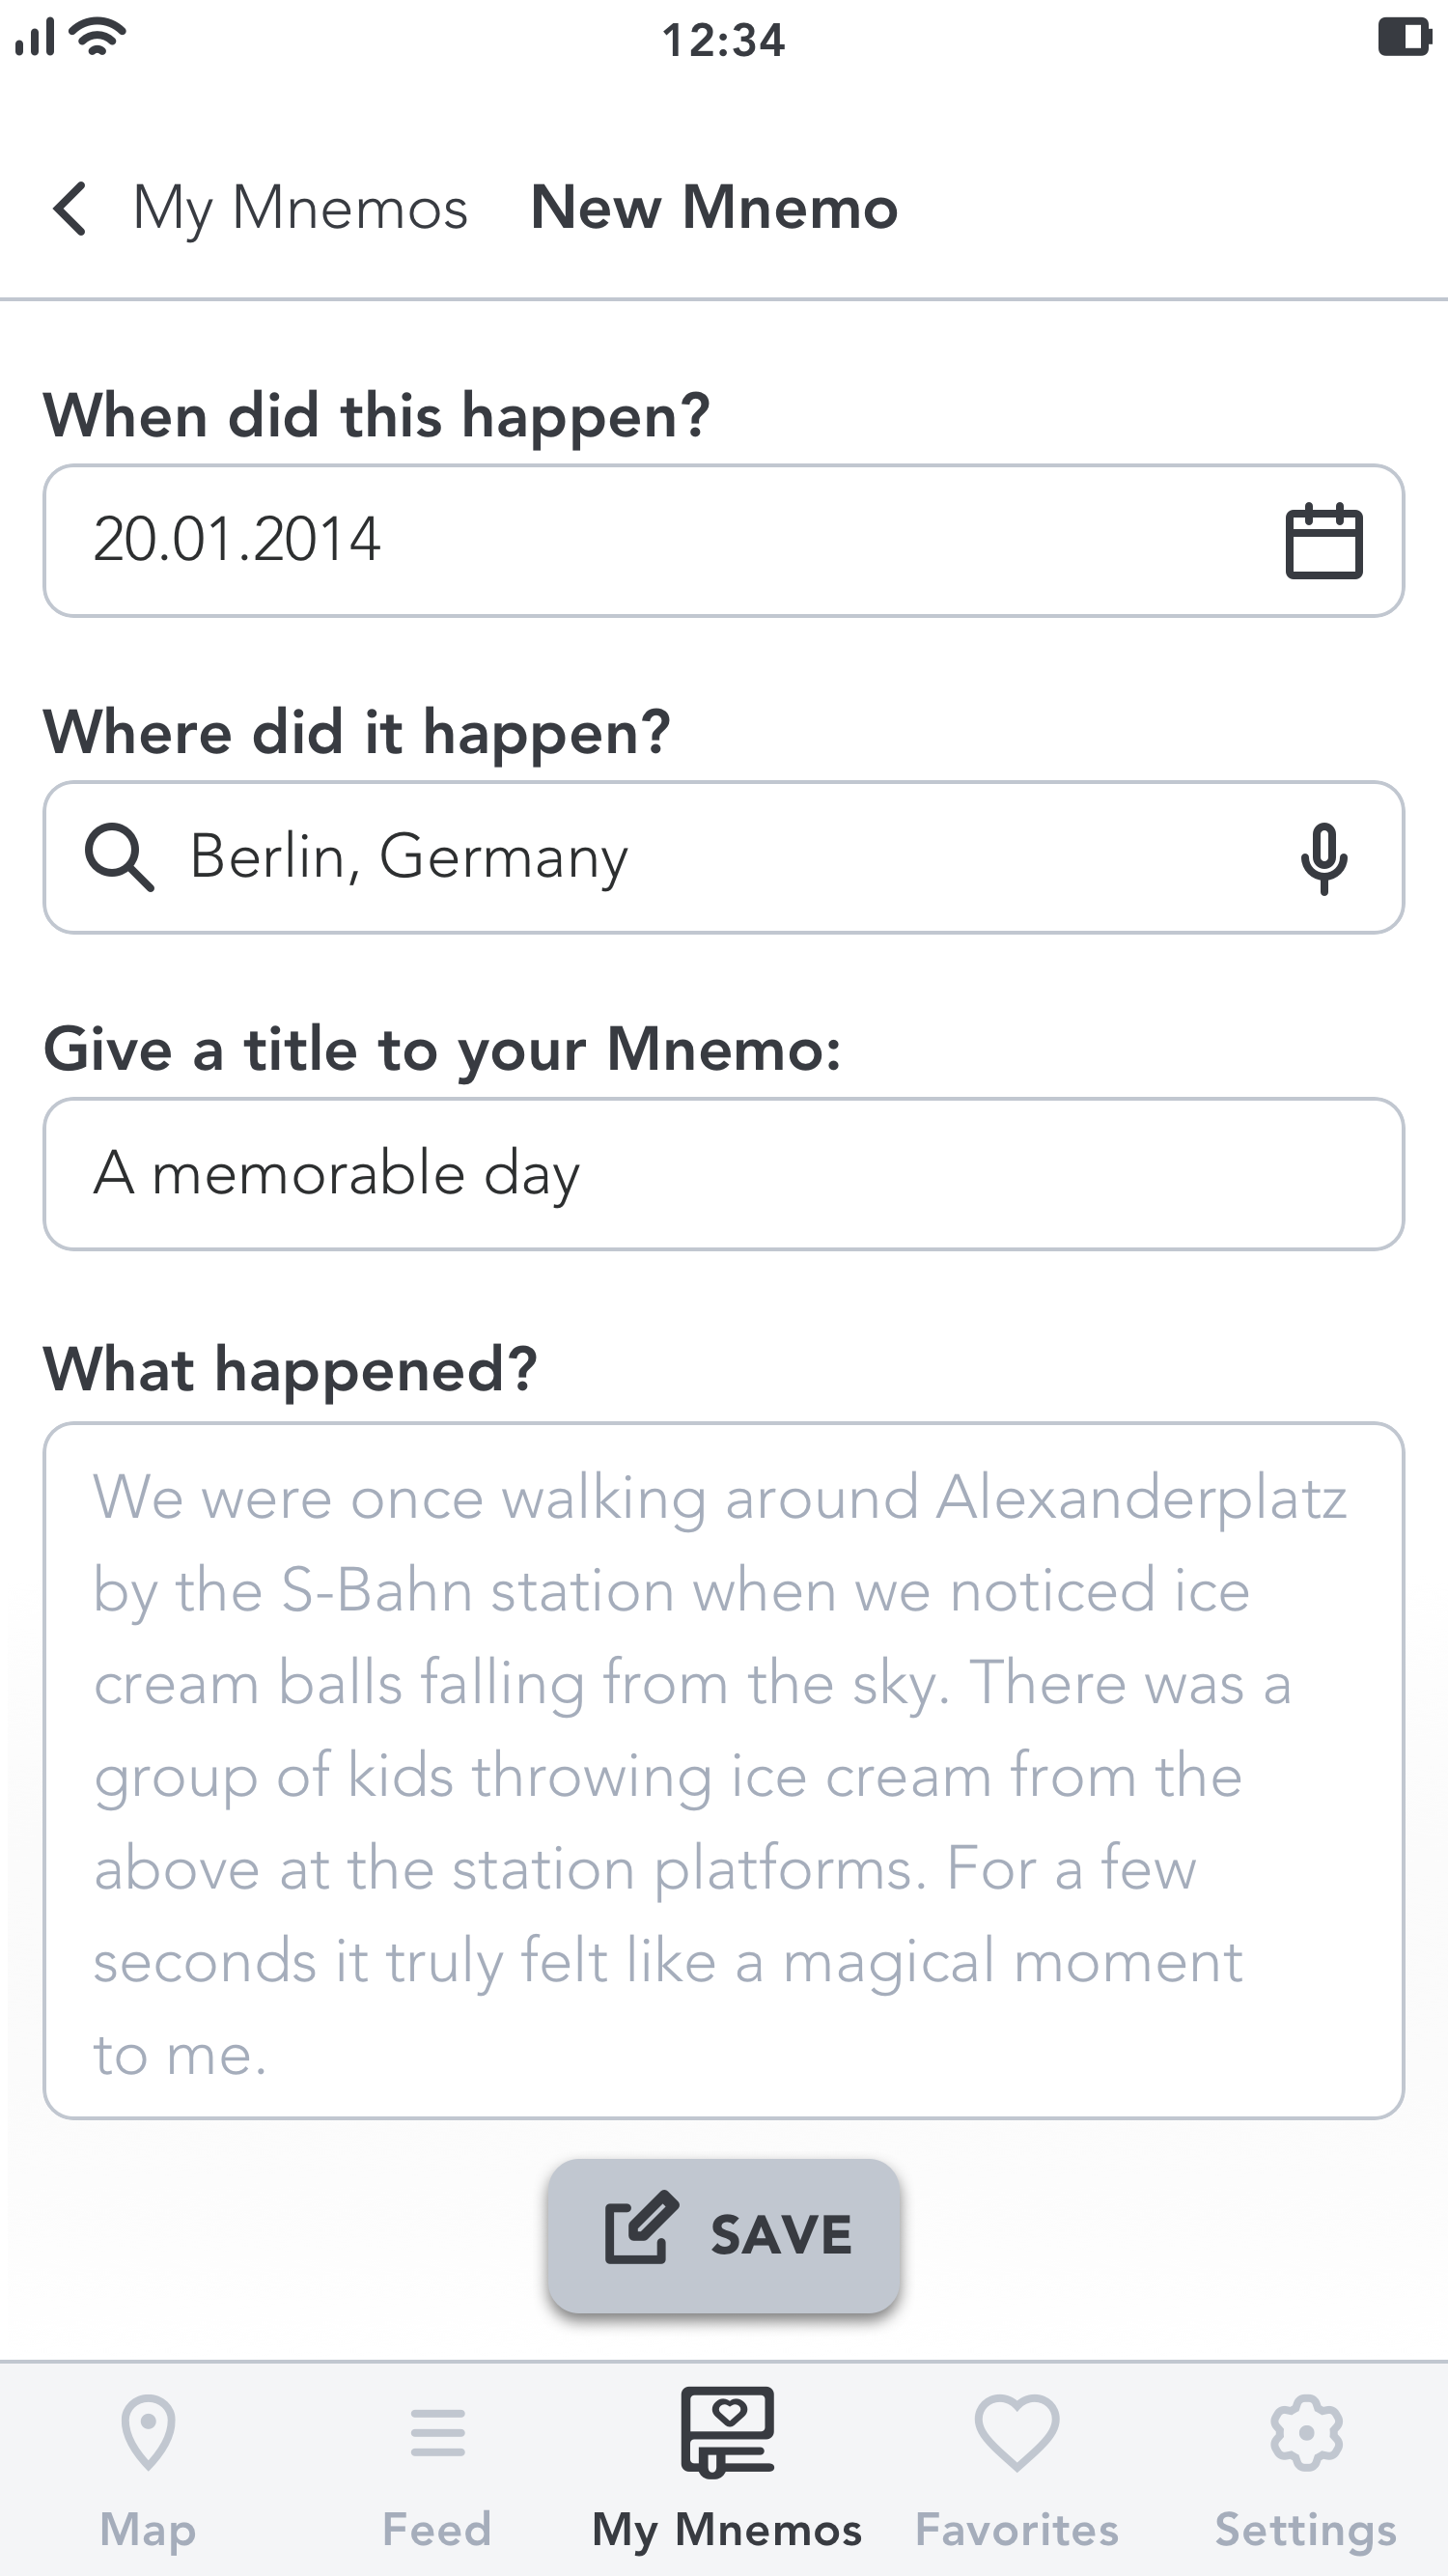 12:34
My Mnemos New Mnemo
When did this happen?
20.01.2014
Where did it happen?
Berlin, Germany
Give a title to your Mnemo:
A memorable day
What happened?
We were once walking around Alexanderplatz
by the S-Bahn station when we noticed ice
cream balls falling from the sky. There was a
group of kids throwing ice cream from the
above at the station platforms. For a few
seconds it truly felt like a magical moment
to me.
SAVE
Map Feed My Mnemos Favorites Settings